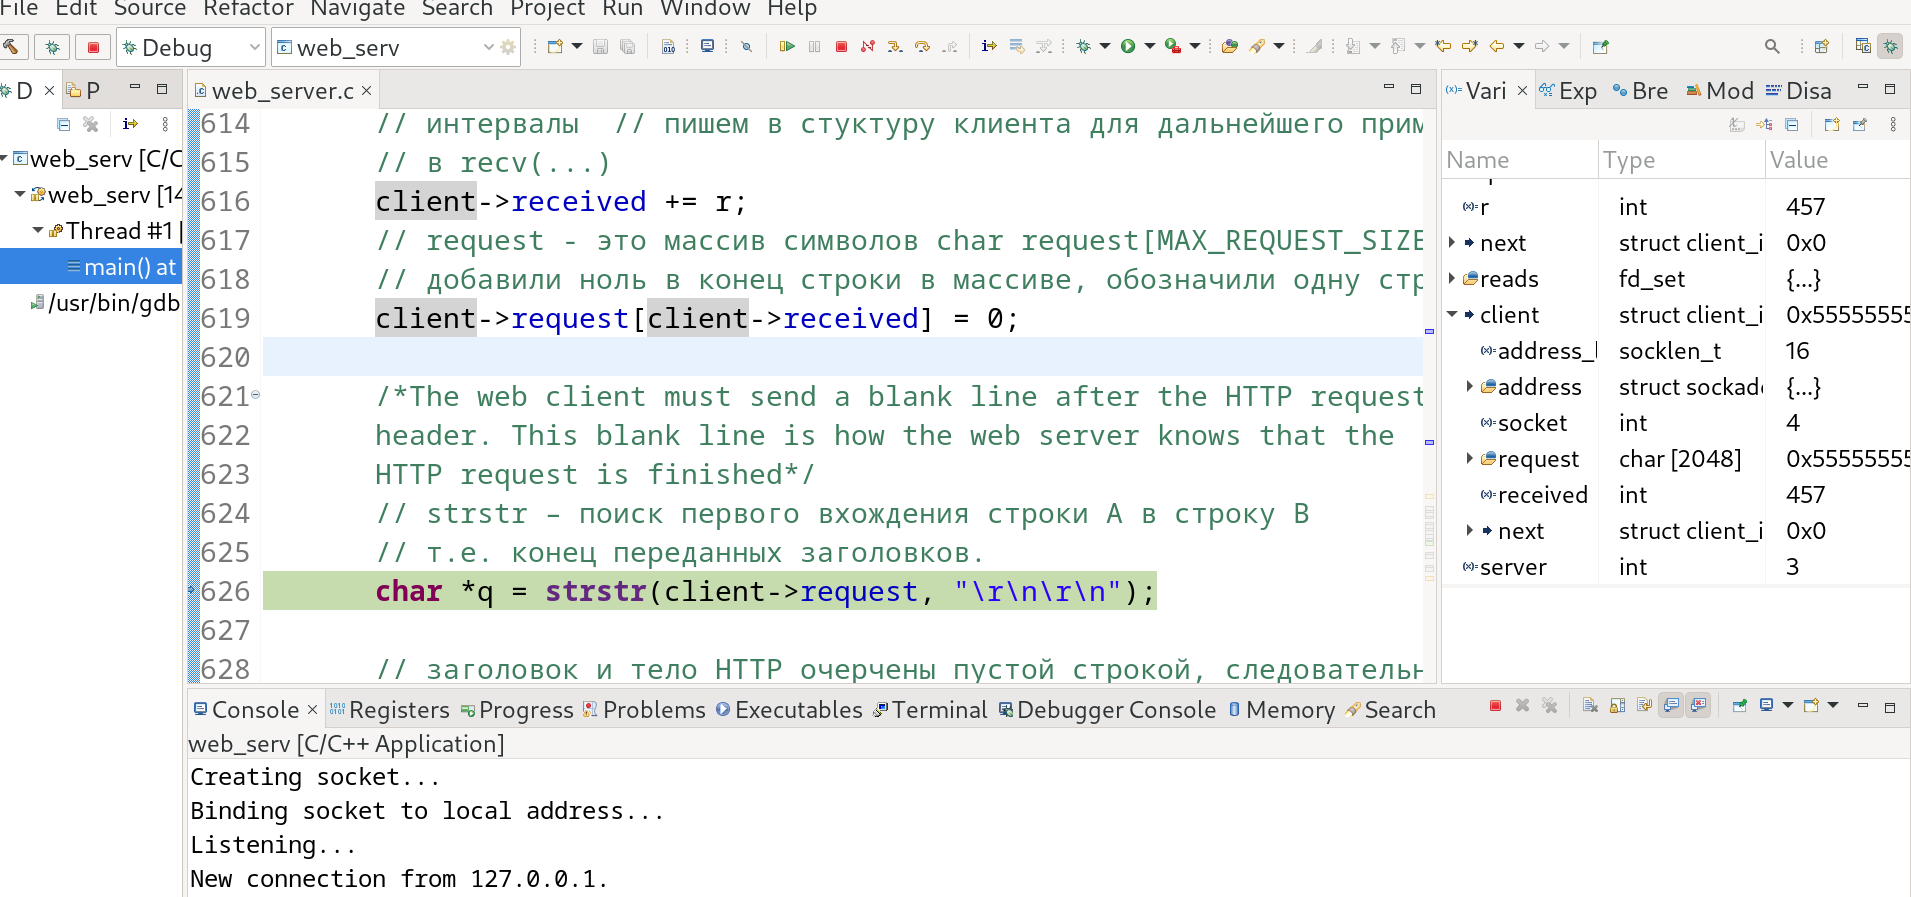 File Edit Source Refactor Navigate Search Project Run Window Help
Debug web_serv
D P
web_serv [C/C
web_serv [14
Thread #1
main() at
/usr/bin/gdb
web_server.c
614 // интервалы // пишем в стуктуру клиента для дальнейшего прим
615 // в recv(...)
616 client->received += r;
617 // request - это массив символов char request[MAX_REQUEST_SIZE
618 // добавили ноль в конец строки в массиве, обозначили одну стр
619 client->request[client->received] = 0;
620
621 /*The web client must send a blank line after the HTTP request
622 header. This blank line is how the web server knows that the
623 HTTP request is finished*/
624 // strstr – поиск первого вхождения строки А в строку В
625 // т.е. конец переданных заголовков.
626 char *q = strstr(client->request, "\r\n\r\n");
627
628 // заголовок и тело HTTP очерчены пустой строкой, следовательн
Vari Exp Bre Mod Disa
Name Type Value
r int 457
next struct client_i 0x0
reads fd_set {...}
client struct client_i 0x55555555
address_l socklen_t 16
address struct sockad {...}
socket int 4
request char [2048] 0x55555555
received int 457
next struct client_i 0x0
server int 3
Console Registers Progress Problems Executables Terminal Debugger Console Memory Search
web_serv [C/C++ Application]
Creating socket...
Binding socket to local address...
Listening...
New connection from 127.0.0.1.